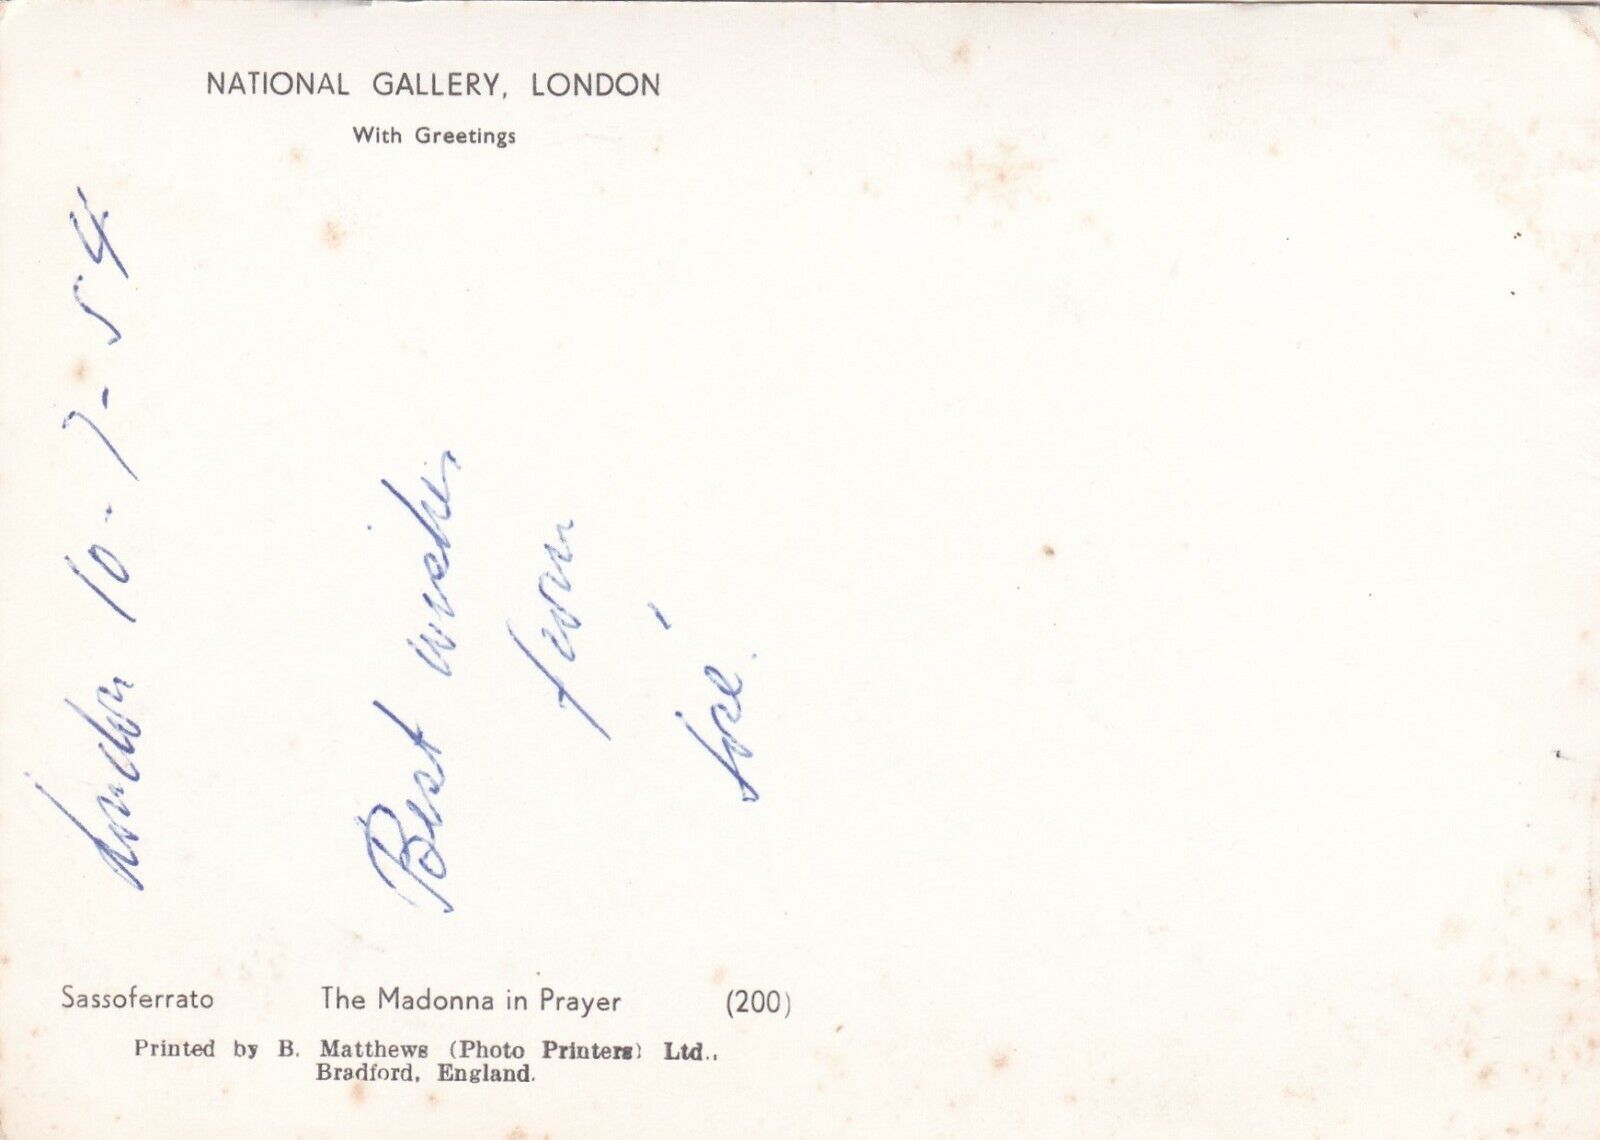 NATIONAL GALLERY, LONDON
With Greetings
London 10-7-54
Best wishes
from
Sassoferrato The Madonna in Prayer (200)
Printed by B. Matthews (Photo Printers) Ltd.,
Bradford, England.